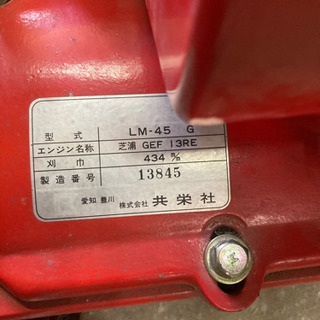 型式 LM-45 G
エンジン名称 芝浦 GEF 13RE
刈巾 434 m/m
製造番号 13845
愛知 豊川 株式会社 共栄社